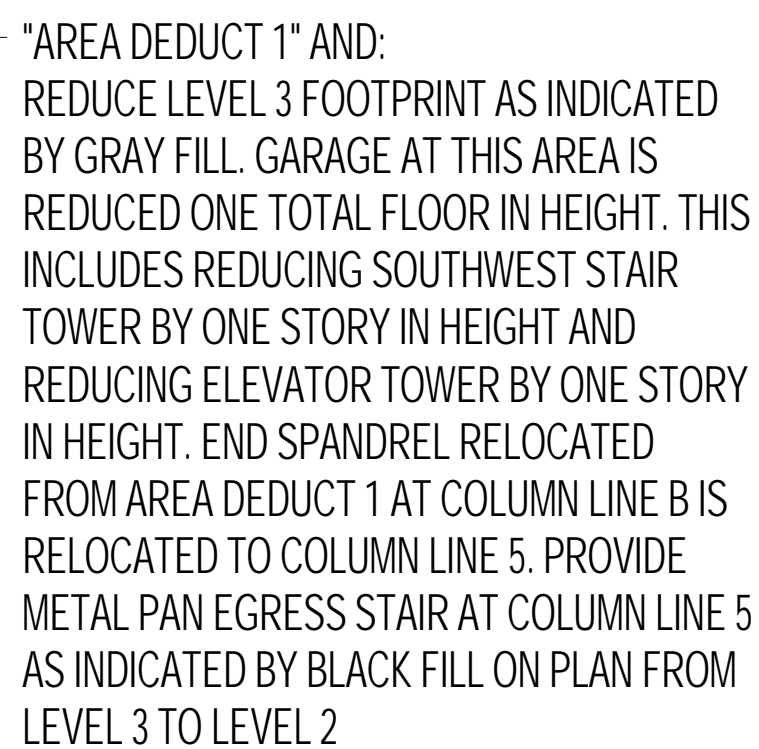 "AREA DEDUCT 1" AND:
REDUCE LEVEL 3 FOOTPRINT AS INDICATED
BY GRAY FILL. GARAGE AT THIS AREA IS
REDUCED ONE TOTAL FLOOR IN HEIGHT. THIS
INCLUDES REDUCING SOUTHWEST STAIR
TOWER BY ONE STORY IN HEIGHT AND
REDUCING ELEVATOR TOWER BY ONE STORY
IN HEIGHT. END SPANDREL RELOCATED
FROM AREA DEDUCT 1 AT COLUMN LINE B IS
RELOCATED TO COLUMN LINE 5. PROVIDE
METAL PAN EGRESS STAIR AT COLUMN LINE 5
AS INDICATED BY BLACK FILL ON PLAN FROM
LEVEL 3 TO LEVEL 2